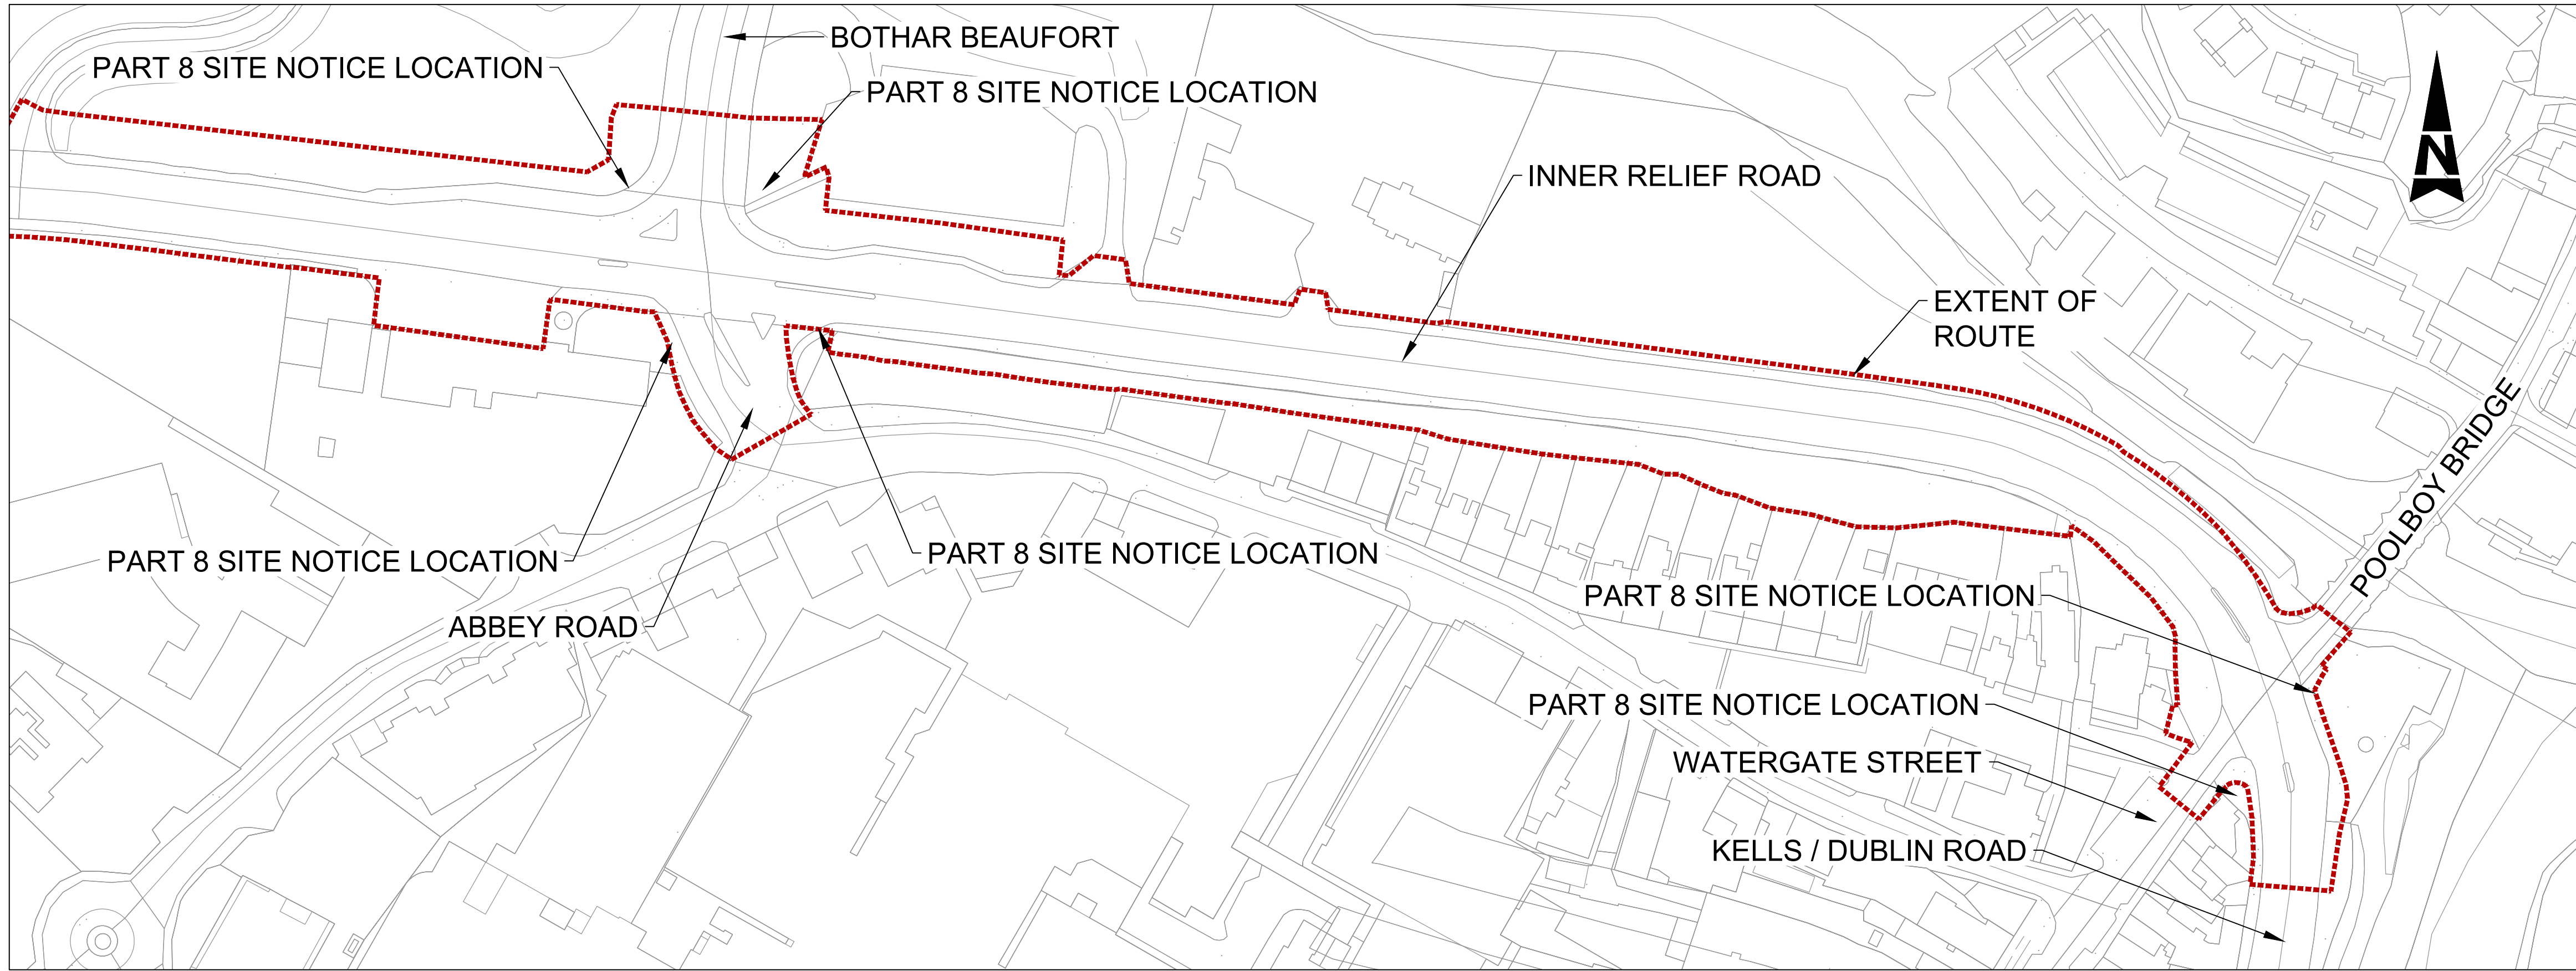 BOTHAR BEAUFORT
PART 8 SITE NOTICE LOCATION
PART 8 SITE NOTICE LOCATION
N
INNER RELIEF ROAD
EXTENT OF
ROUTE
POOLBOY BRIDGE
PART 8 SITE NOTICE LOCATION
PART 8 SITE NOTICE LOCATION
PART 8 SITE NOTICE LOCATION
ABBEY ROAD
PART 8 SITE NOTICE LOCATION
WATERGATE STREET
KELLS / DUBLIN ROAD